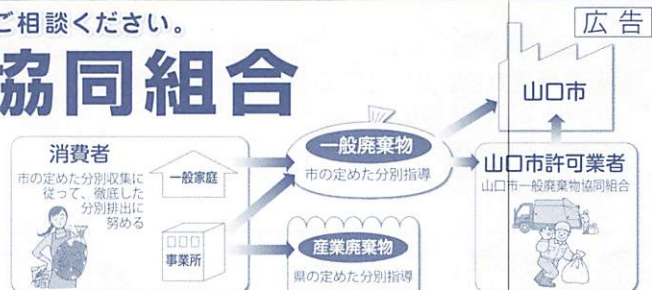 ご相談ください。
広告
協同組合
山口市
消費者
市の定めた分別収集に
従って、徹底した
分別排出に
努める
一般家庭
事業所
一般廃棄物
市の定めた分別指導
産業廃棄物
県の定めた分別指導
山口市許可業者
山口市一般廃棄物協同組合